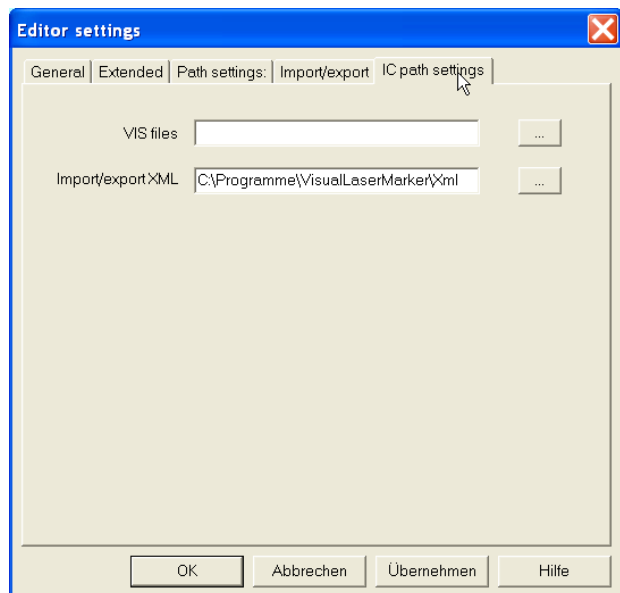 Editor settings
General Extended Path settings: Import/export IC path settings
VIS files ...
Import/export XML C:\Programme\VisualLaserMarker\Xml ...
OK Abbrechen Übernehmen Hilfe